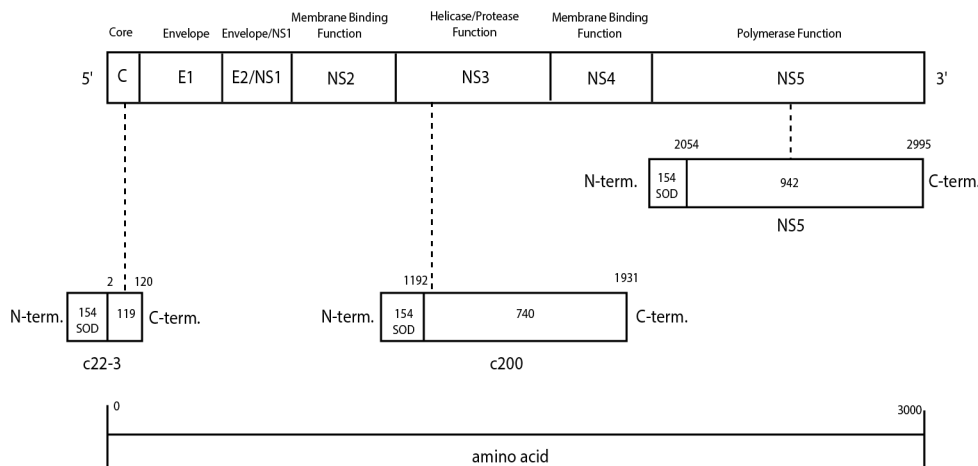 Core Envelope Envelope/NS1 Membrane Binding Function Helicase/Protease Function Membrane Binding Function Polymerase Function
5' C E1 E2/NS1 NS2 NS3 NS4 NS5 3'
2054 2995
N-term. 154 SOD 942 C-term.
NS5
2 120 1192 1931
N-term. 154 SOD 119 C-term. N-term. 154 SOD 740 C-term.
c22-3 c200
0 3000
amino acid